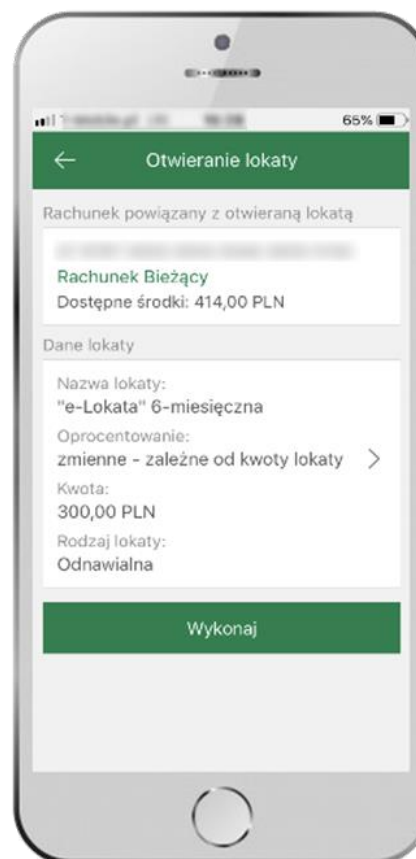 65%
Otwieranie lokaty
Rachunek powiązany z otwieraną lokatą
Rachunek Bieżący
Dostępne środki: 414,00 PLN
Dane lokaty
Nazwa lokaty:
"e-Lokata" 6-miesięczna
Oprocentowanie:
zmienne - zależne od kwoty lokaty
Kwota:
300,00 PLN
Rodzaj lokaty:
Odnawialna
Wykonaj